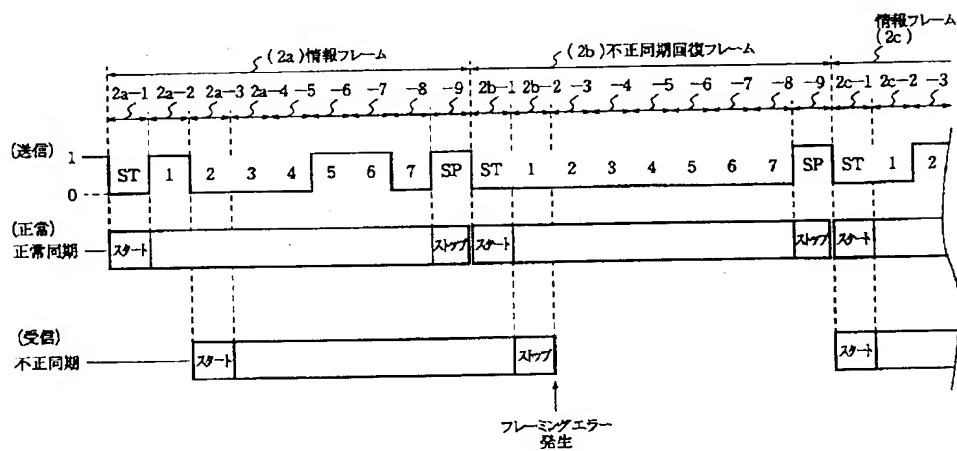 (2a)情報フレーム
(2b)不正同期回復フレーム
情報フレーム
(2c)
2a-1 2a-2 2a-3 2a-4 -5 -6 -7 -8 -9 2b-1 2b-2 -3 -4 -5 -6 -7 -8 -9 2c-1 2c-2 -3
(送信)
1
0
ST 1 2 3 4 5 6 7 SP ST 1 2 3 4 5 6 7 SP ST 1 2
(正常)
正常同期
スタート ストップ スタート ストップ スタート
(受信)
不正同期
スタート ストップ スタート
フレーミングエラー
発生